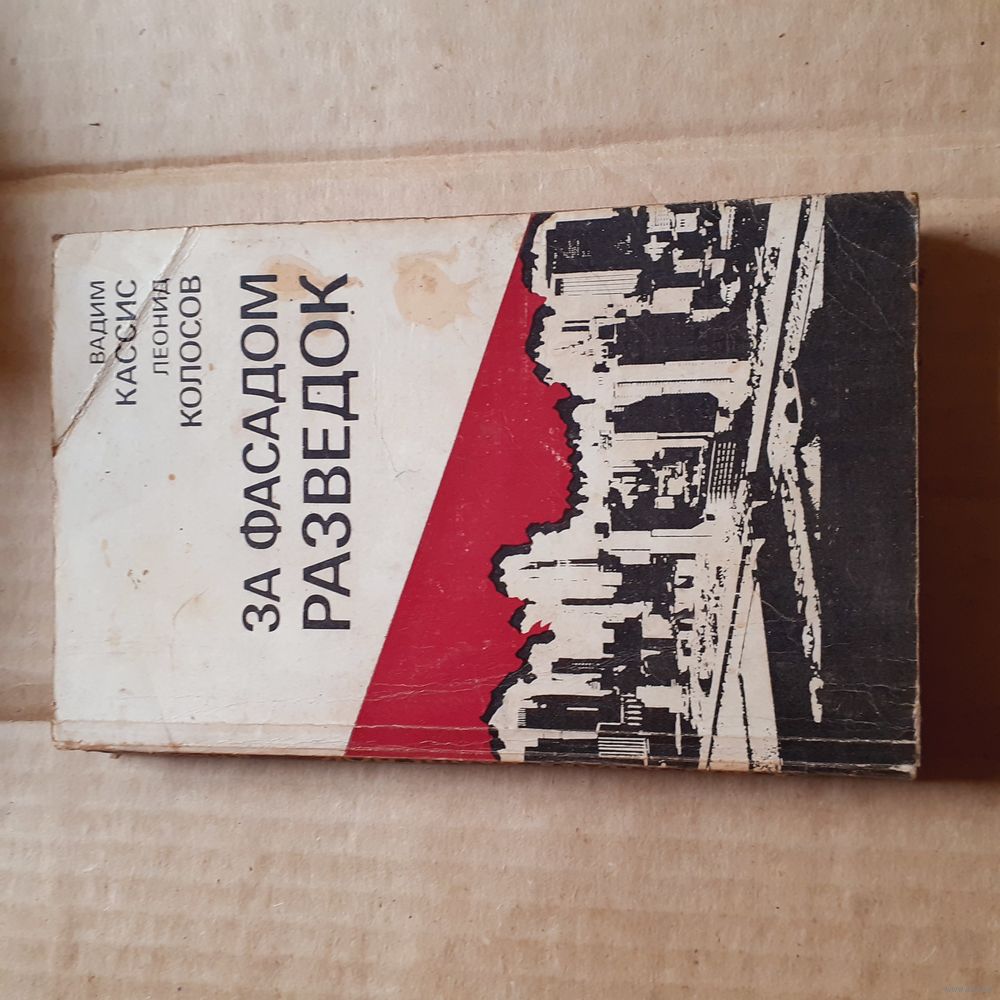 ВАДИМ
КАССИС
ЛЕОНИД
КОЛОСОВ
ЗА ФАСАДОМ
РАЗВЕДОК